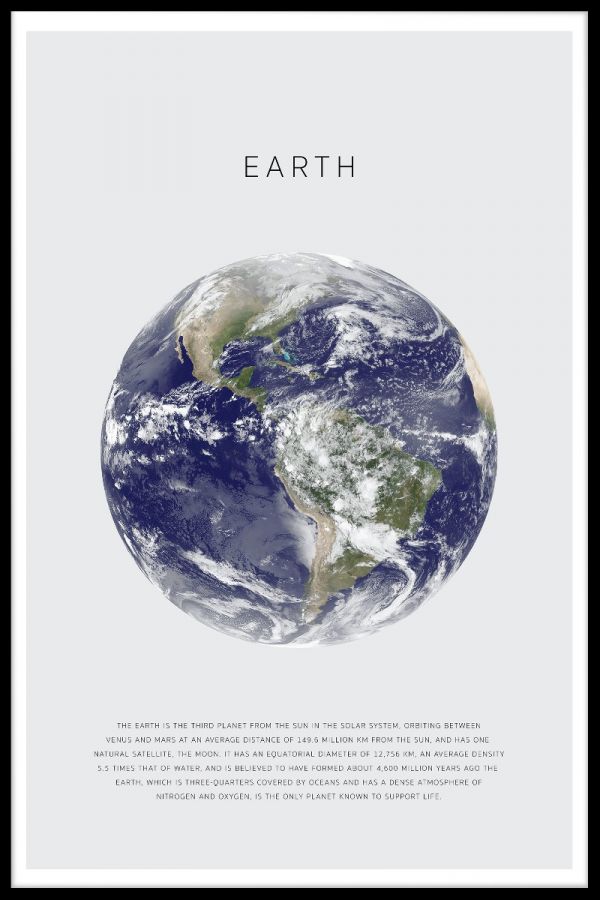 EARTH
THE EARTH IS THE THIRD PLANET FROM THE SUN IN THE SOLAR SYSTEM, ORBITING BETWEEN
VENUS AND MARS AT AN AVERAGE DISTANCE OF 149.6 MILLION KM FROM THE SUN, AND HAS ONE
NATURAL SATELLITE, THE MOON. IT HAS AN EQUATORIAL DIAMETER OF 12,756 KM, AN AVERAGE DENSITY
5.5 TIMES THAT OF WATER, AND IS BELIEVED TO HAVE FORMED ABOUT 4,600 MILLION YEARS AGO THE
EARTH, WHICH IS THREE-QUARTERS COVERED BY OCEANS AND HAS A DENSE ATMOSPHERE OF
NITROGEN AND OXYGEN, IS THE ONLY PLANET KNOWN TO SUPPORT LIFE.